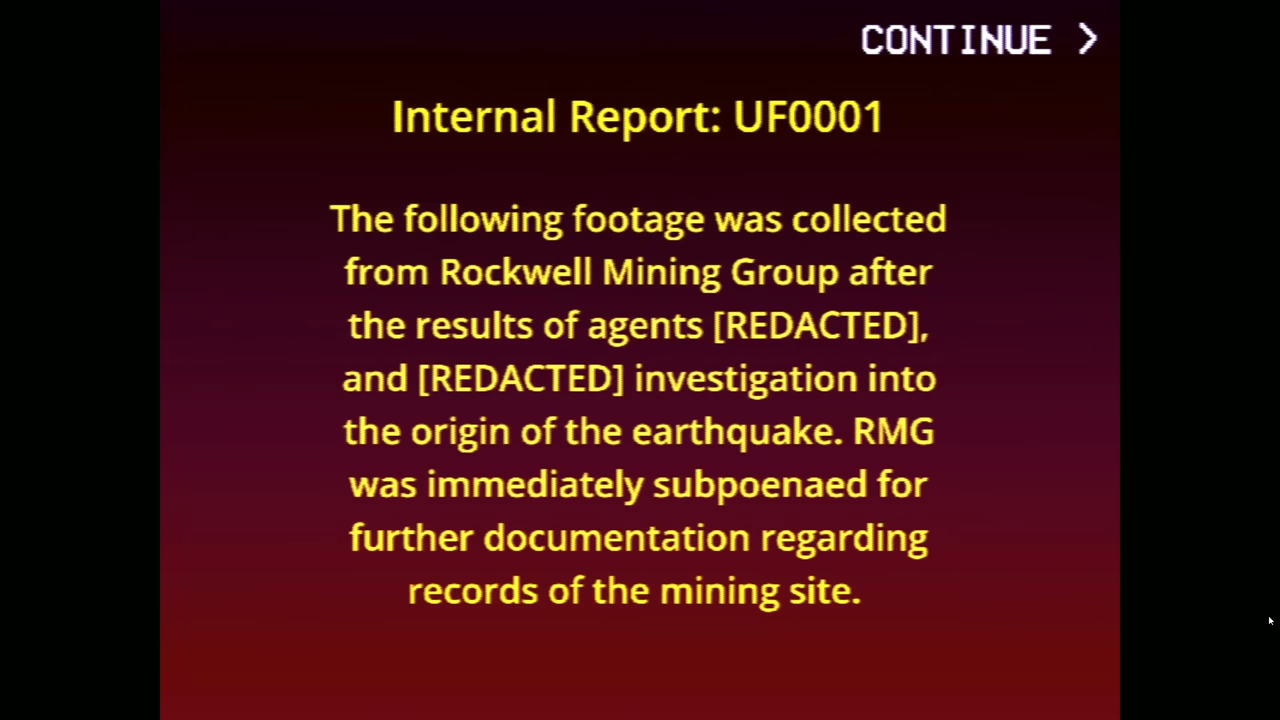 CONTINUE >
Internal Report: UF0001
The following footage was collected
from Rockwell Mining Group after
the results of agents [REDACTED],
and [REDACTED] investigation into
the origin of the earthquake. RMG
was immediately subpoenaed for
further documentation regarding
records of the mining site.